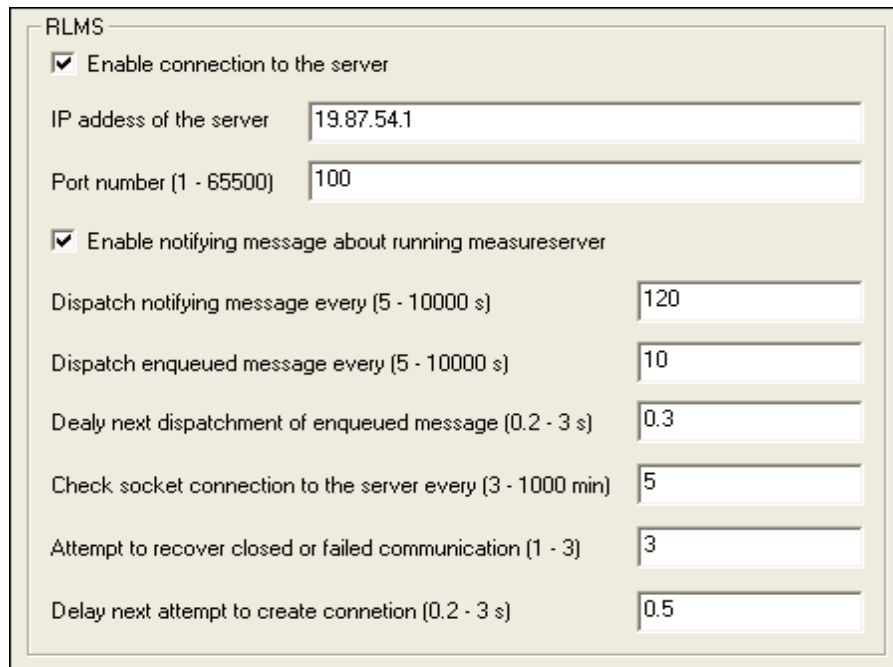 RLMS
Enable connection to the server
IP addess of the server 19.87.54.1
Port number (1 - 65500) 100
Enable notifying message about running measureserver
Dispatch notifying message every (5 - 10000 s) 120
Dispatch enqueued message every (5 - 10000 s) 10
Dealy next dispatchment of enqueued message (0.2 - 3 s) 0.3
Check socket connection to the server every (3 - 1000 min) 5
Attempt to recover closed or failed communication (1 - 3) 3
Delay next attempt to create connetion (0.2 - 3 s) 0.5